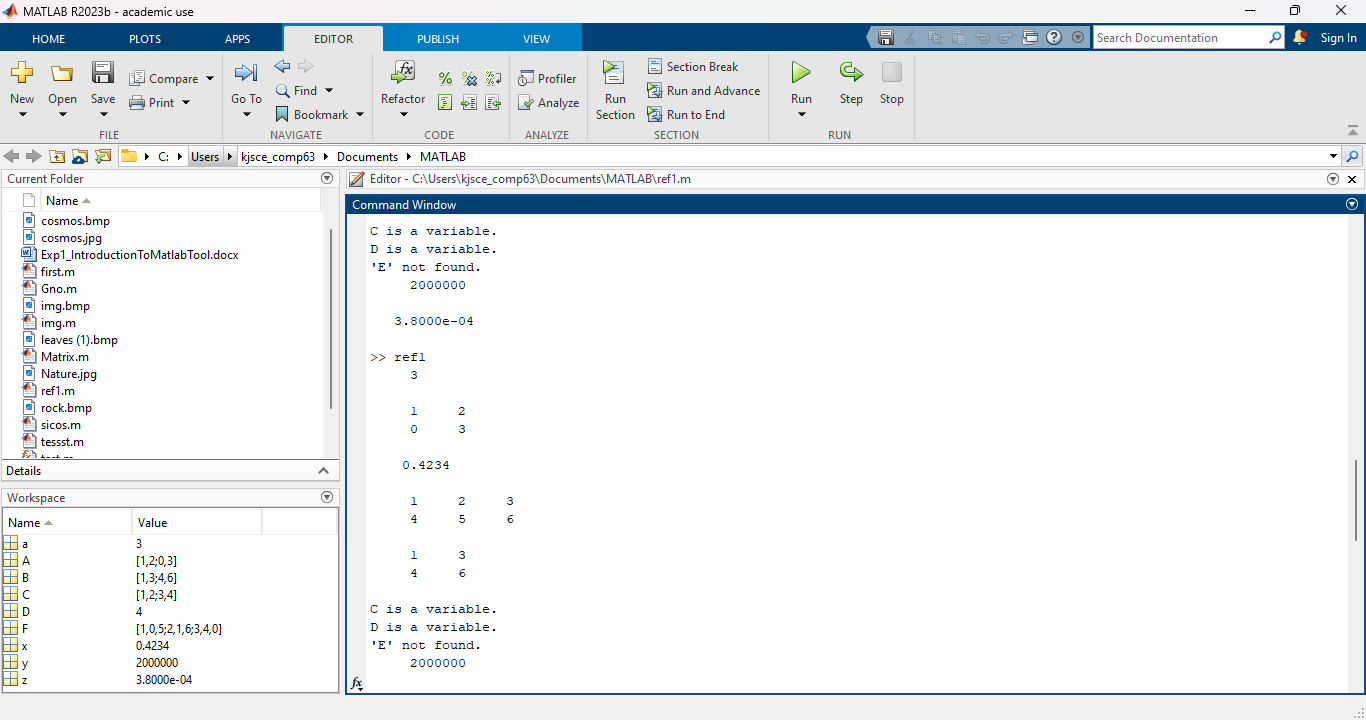 MATLAB R2023b - academic use
HOME PLOTS APPS EDITOR PUBLISH VIEW Search Documentation Sign In
New Open Save Compare Print
FILE
Go To Find Bookmark
NAVIGATE
Refactor
CODE
Profiler Analyze
ANALYZE
Run Section Section Break Run and Advance Run to End
SECTION
Run Step Stop
RUN
C: Users kjsce_comp63 Documents MATLAB
Current Folder
Name
cosmos.bmp
cosmos.jpg
Exp1_IntroductionToMatlabTool.docx
first.m
Gno.m
img.bmp
img.m
leaves (1).bmp
Matrix.m
Nature.jpg
ref1.m
rock.bmp
sicos.m
tessst.m
Details
Workspace
Name Value
a 3
A [1,2;0,3]
B [1,3;4,6]
C [1,2;3,4]
D 4
F [1,0,5;2,1,6;3,4,0]
x 0.4234
y 2000000
z 3.8000e-04
Editor - C:\Users\kjsce_comp63\Documents\MATLAB\ref1.m
Command Window
C is a variable.
D is a variable.
'E' not found.
2000000
3.8000e-04
>> ref1
3
1 2
0 3
0.4234
1 2 3
4 5 6
1 3
4 6
C is a variable.
D is a variable.
'E' not found.
2000000
fx